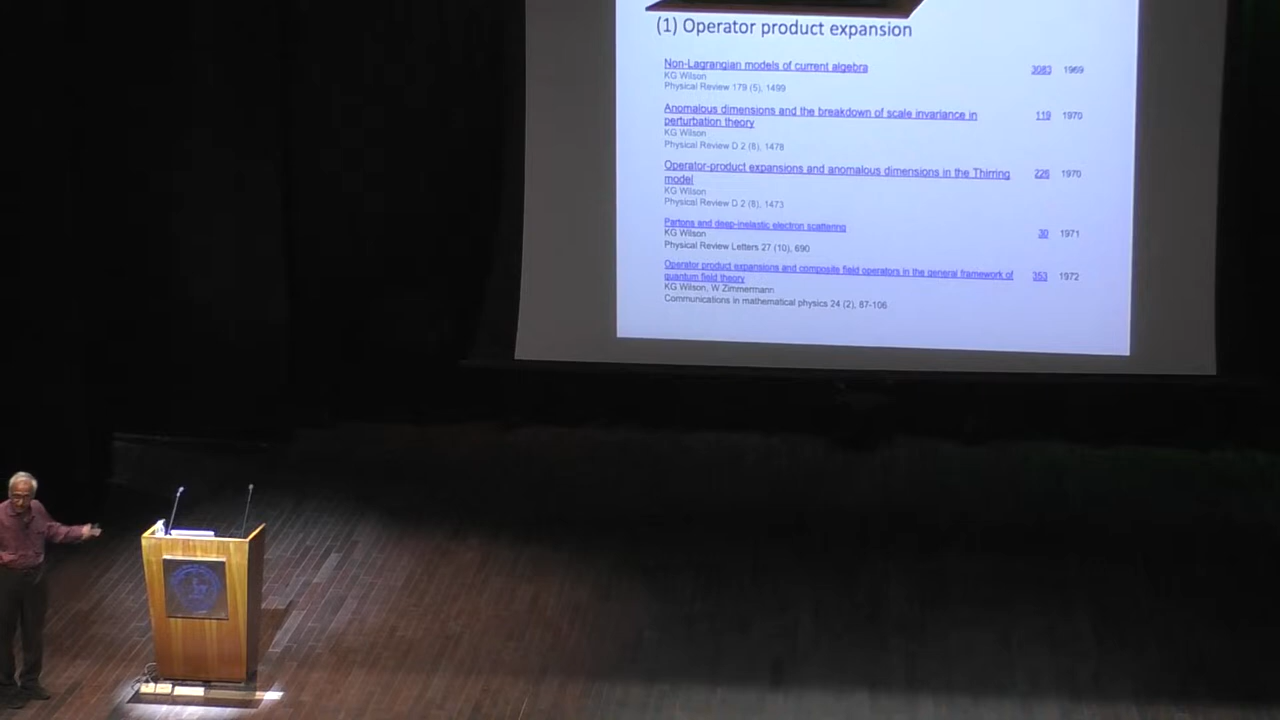 (1) Operator product expansion
Non-Lagrangian models of current algebra 3083 1969
KG Wilson
Physical Review 179 (5), 1499
Anomalous dimensions and the breakdown of scale invariance in 119 1970
perturbation theory
KG Wilson
Physical Review D 2 (8), 1478
Operator-product expansions and anomalous dimensions in the Thirring 226 1970
model
KG Wilson
Physical Review D 2 (8), 1473
Partons and deep-inelastic electron scattering 30 1971
KG Wilson
Physical Review Letters 27 (10), 690
Operator product expansions and composite field operators in the general framework of 353 1972
quantum field theory
KG Wilson, W Zimmermann
Communications in mathematical physics 24 (2), 87-106